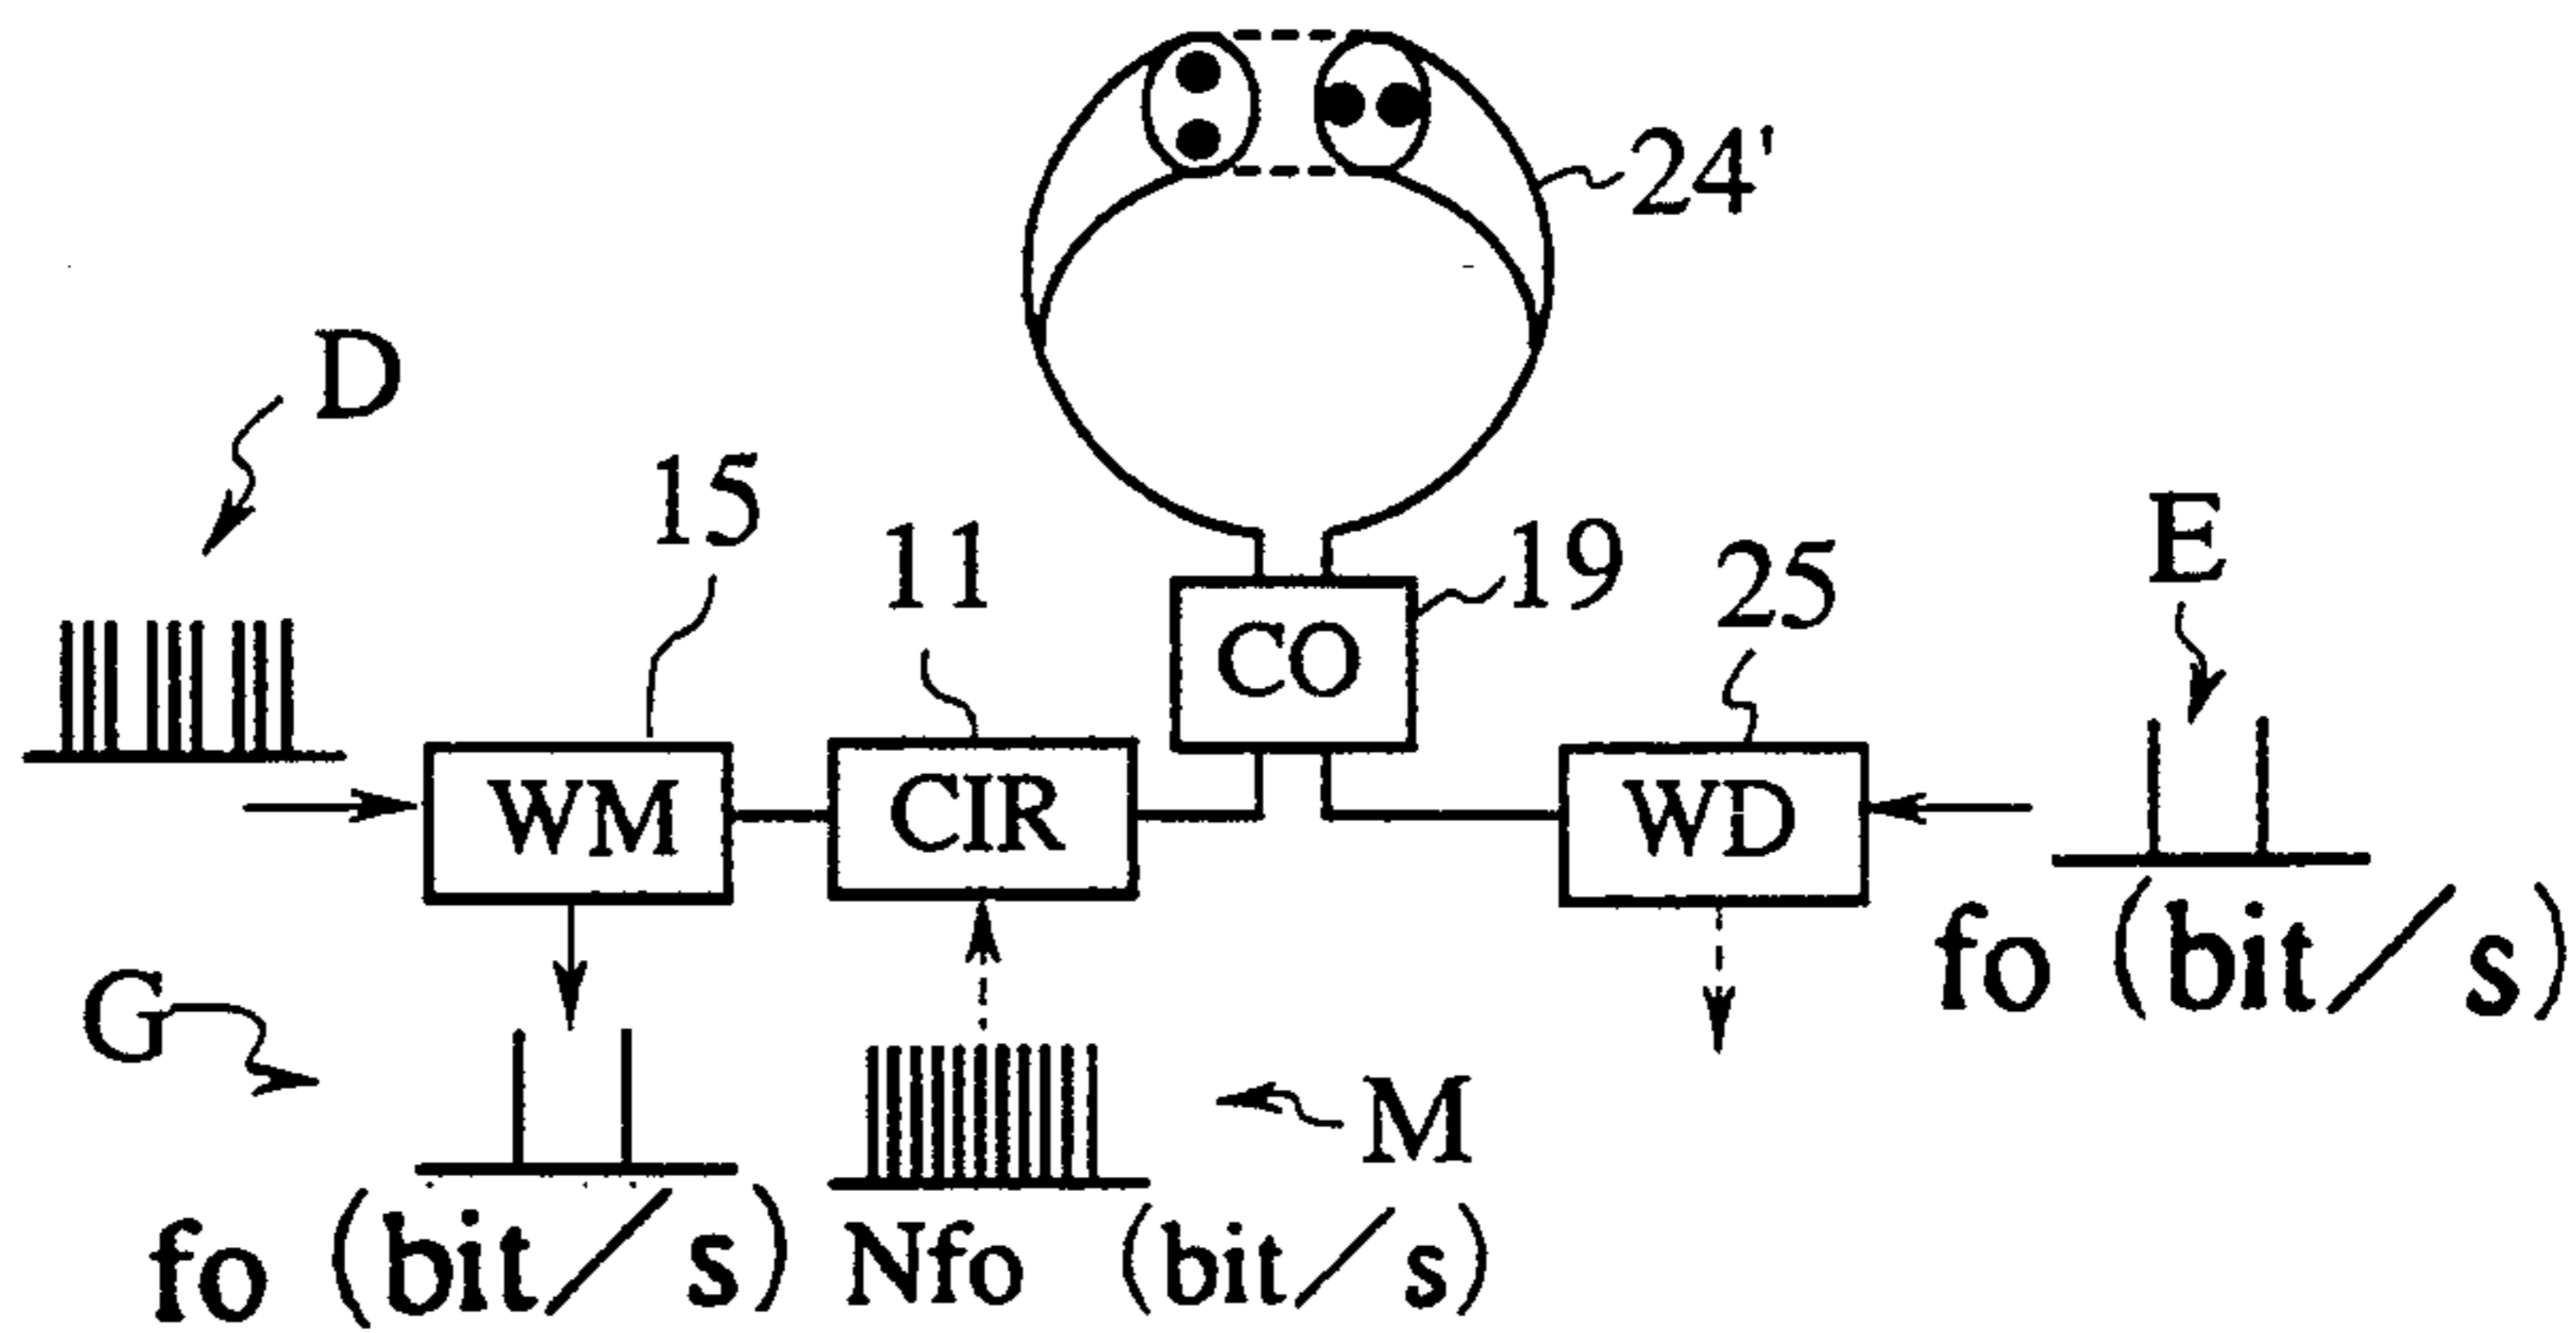 24'
D
15
11
19
25
E
CO
WM
CIR
WD
fo (bit/s)
G
M
fo (bit/s)
Nfo (bit/s)